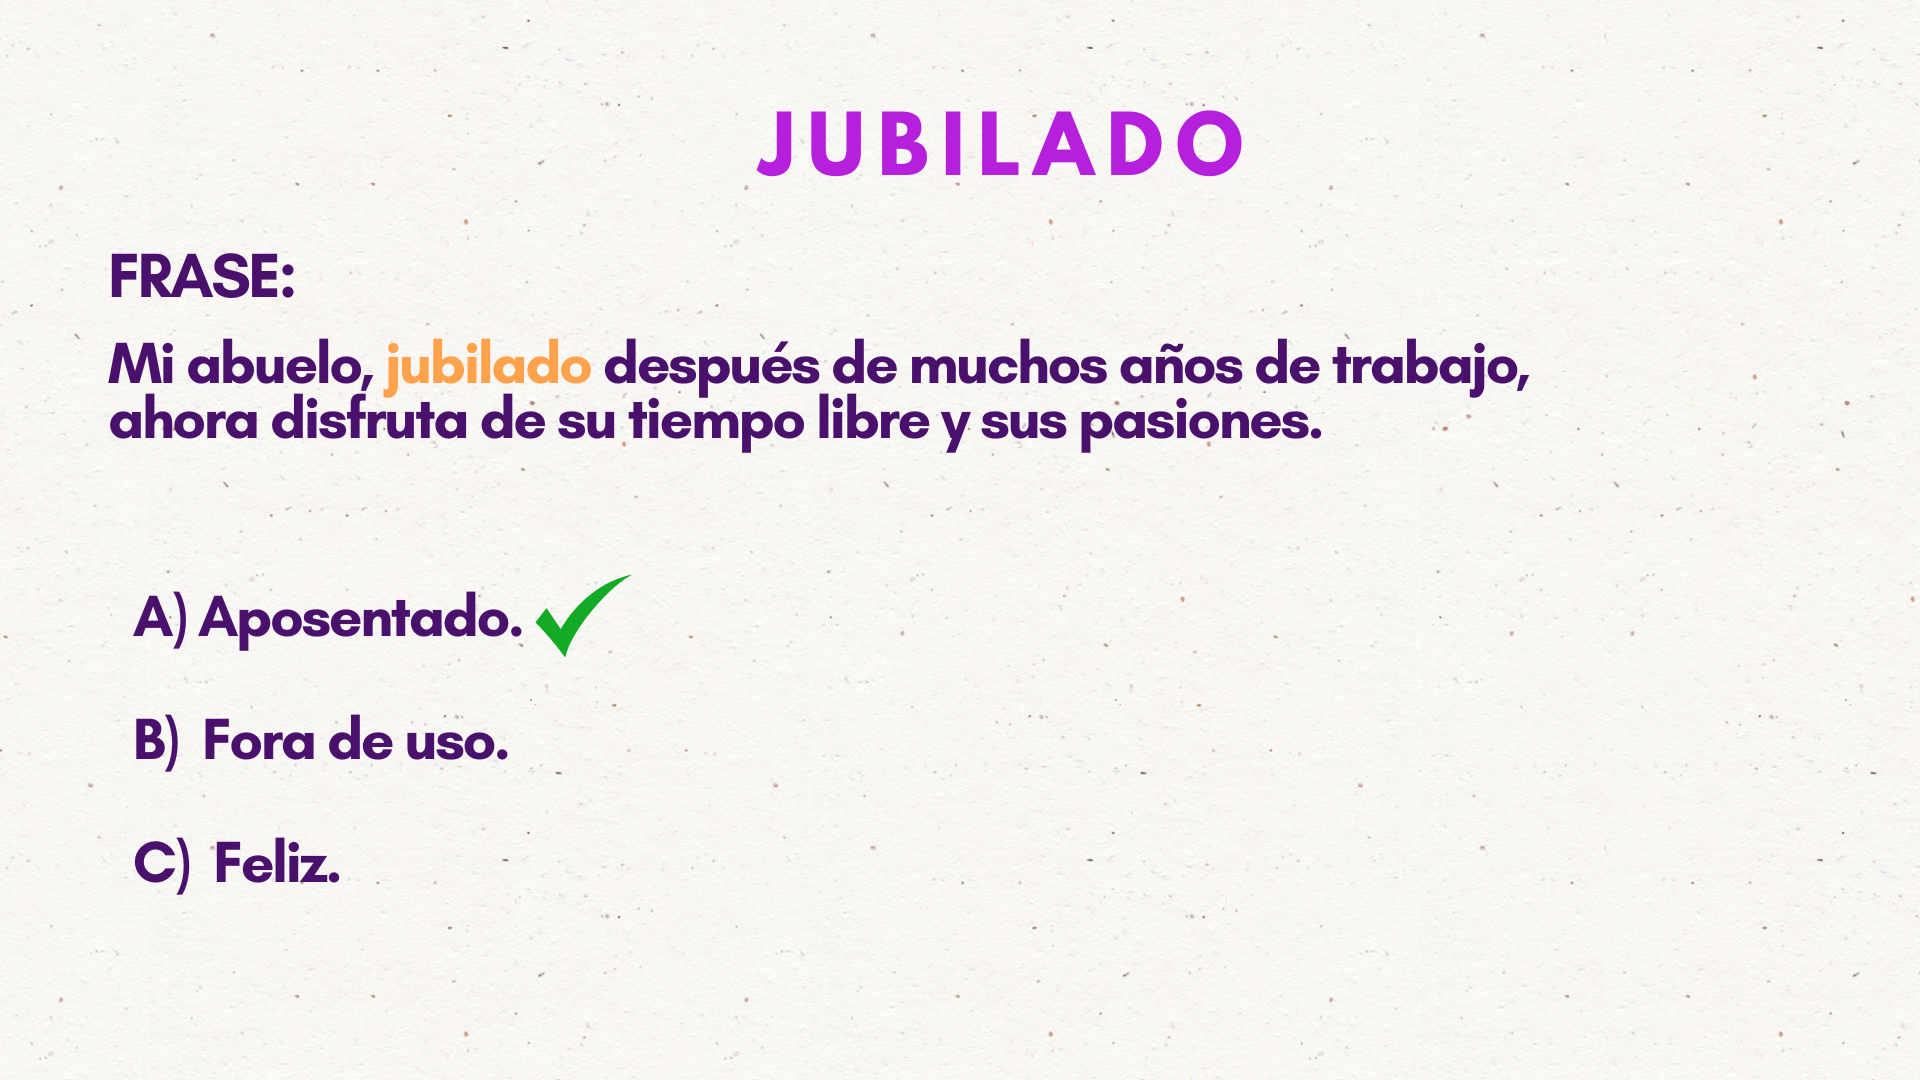 JUBILADO
FRASE:
Mi abuelo, jubilado después de muchos años de trabajo,
ahora disfruta de su tiempo libre y sus pasiones.
A) Aposentado.
B) Fora de uso.
C) Feliz.